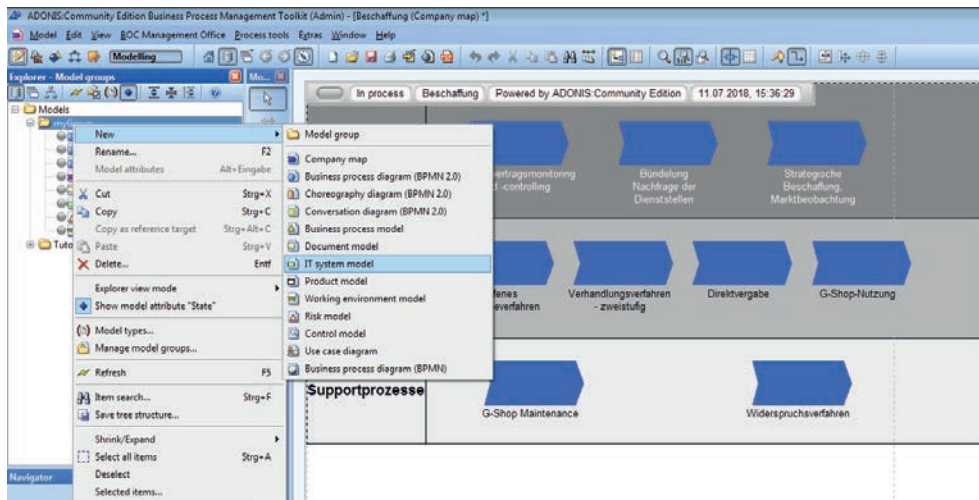 ADONIS:Community Edition Business Process Management Toolkit (Admin) - [Beschaffung (Company map) *]
Model Edit View BOC Management Office Process tools Extras Window Help
Modelling
Explorer - Model groups
Mo...
In process Beschaffung Powered by ADONIS:Community Edition 11.07.2018, 15:36:29
Models
New
Rename... F2
Model attributes Alt+Eingabe
Cut Strg+X
Copy Strg+C
Copy as reference target Strg+Alt+C
Paste Strg+V
Delete... Entf
Explorer view mode
Show model attribute "State"
Model types...
Manage model groups...
Refresh F5
Item search... Strg+F
Save tree structure...
Shrink/Expand
Select all items Strg+A
Deselect
Selected items...
Tuto
Navigator
Model group
Company map
Business process diagram (BPMN 2.0)
Choreography diagram (BPMN 2.0)
Conversation diagram (BPMN 2.0)
Business process model
Document model
IT system model
Product model
Working environment model
Risk model
Control model
Use case diagram
Business process diagram (BPMN)
vertragsmonitoring
-controlling
Bündelung
Nachfrage der
Dienststellen
Strategische
Beschaffung,
Marktbeobachtung
fenes
everfahren
Verhandlungsverfahren
- zweistufig
Direktvergabe
G-Shop-Nutzung
Supportprozesse
G-Shop Maintenance
Widerspruchsverfahren